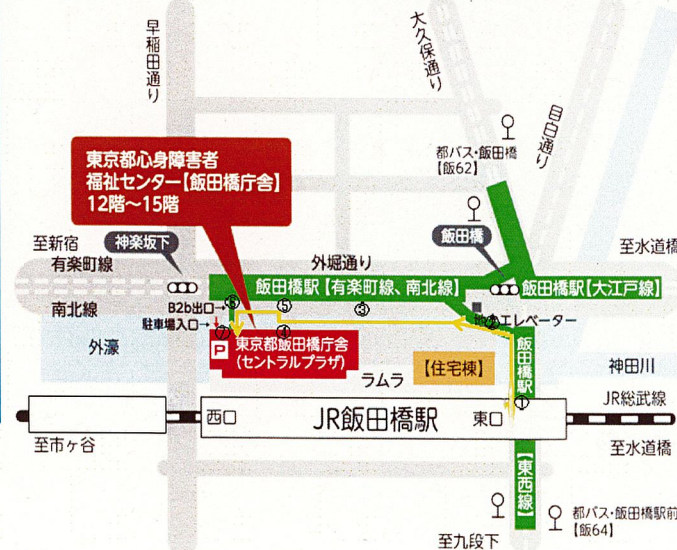 早稲田通り
大久保通り
目白通り
都バス・飯田橋
【飯62】
東京都心身障害者
福祉センター【飯田橋庁舎】
12階～15階
至新宿
神楽坂下
飯田橋
外堀通り
至水道橋
有楽町線
飯田橋駅【有楽町線、南北線】
飯田橋駅【大江戸線】
南北線
B2b出口→
⑥
⑤
③
②
エレベーター
駐車場入口→
⑦
④
P
東京都飯田橋庁舎
(セントラルプラザ)
外濠
飯田橋駅
【住宅棟】
神田川
ラムラ
①
JR総武線
西口
JR飯田橋駅
東口
至市ヶ谷
至水道橋
【東西線】
都バス・飯田橋駅前
【飯64】
至九段下